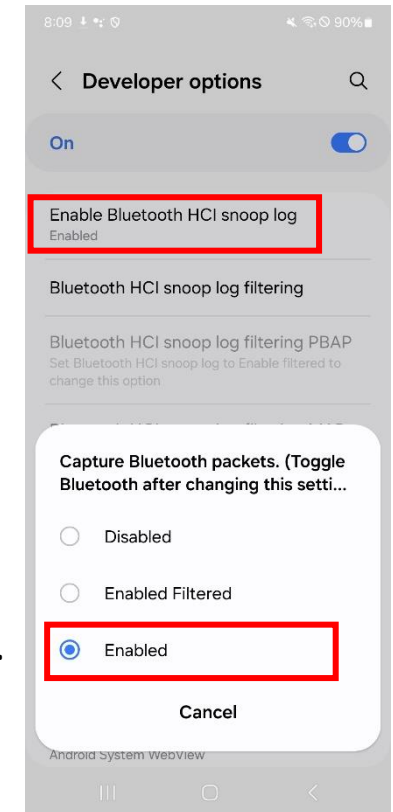 8:09
90%
Developer options
On
Enable Bluetooth HCI snoop log
Enabled
Bluetooth HCI snoop log filtering
Bluetooth HCI snoop log filtering PBAP
Set Bluetooth HCI snoop log to Enable filtered to
change this option
Capture Bluetooth packets. (Toggle
Bluetooth after changing this setti...
Disabled
Enabled Filtered
Enabled
Cancel
Android System WebView